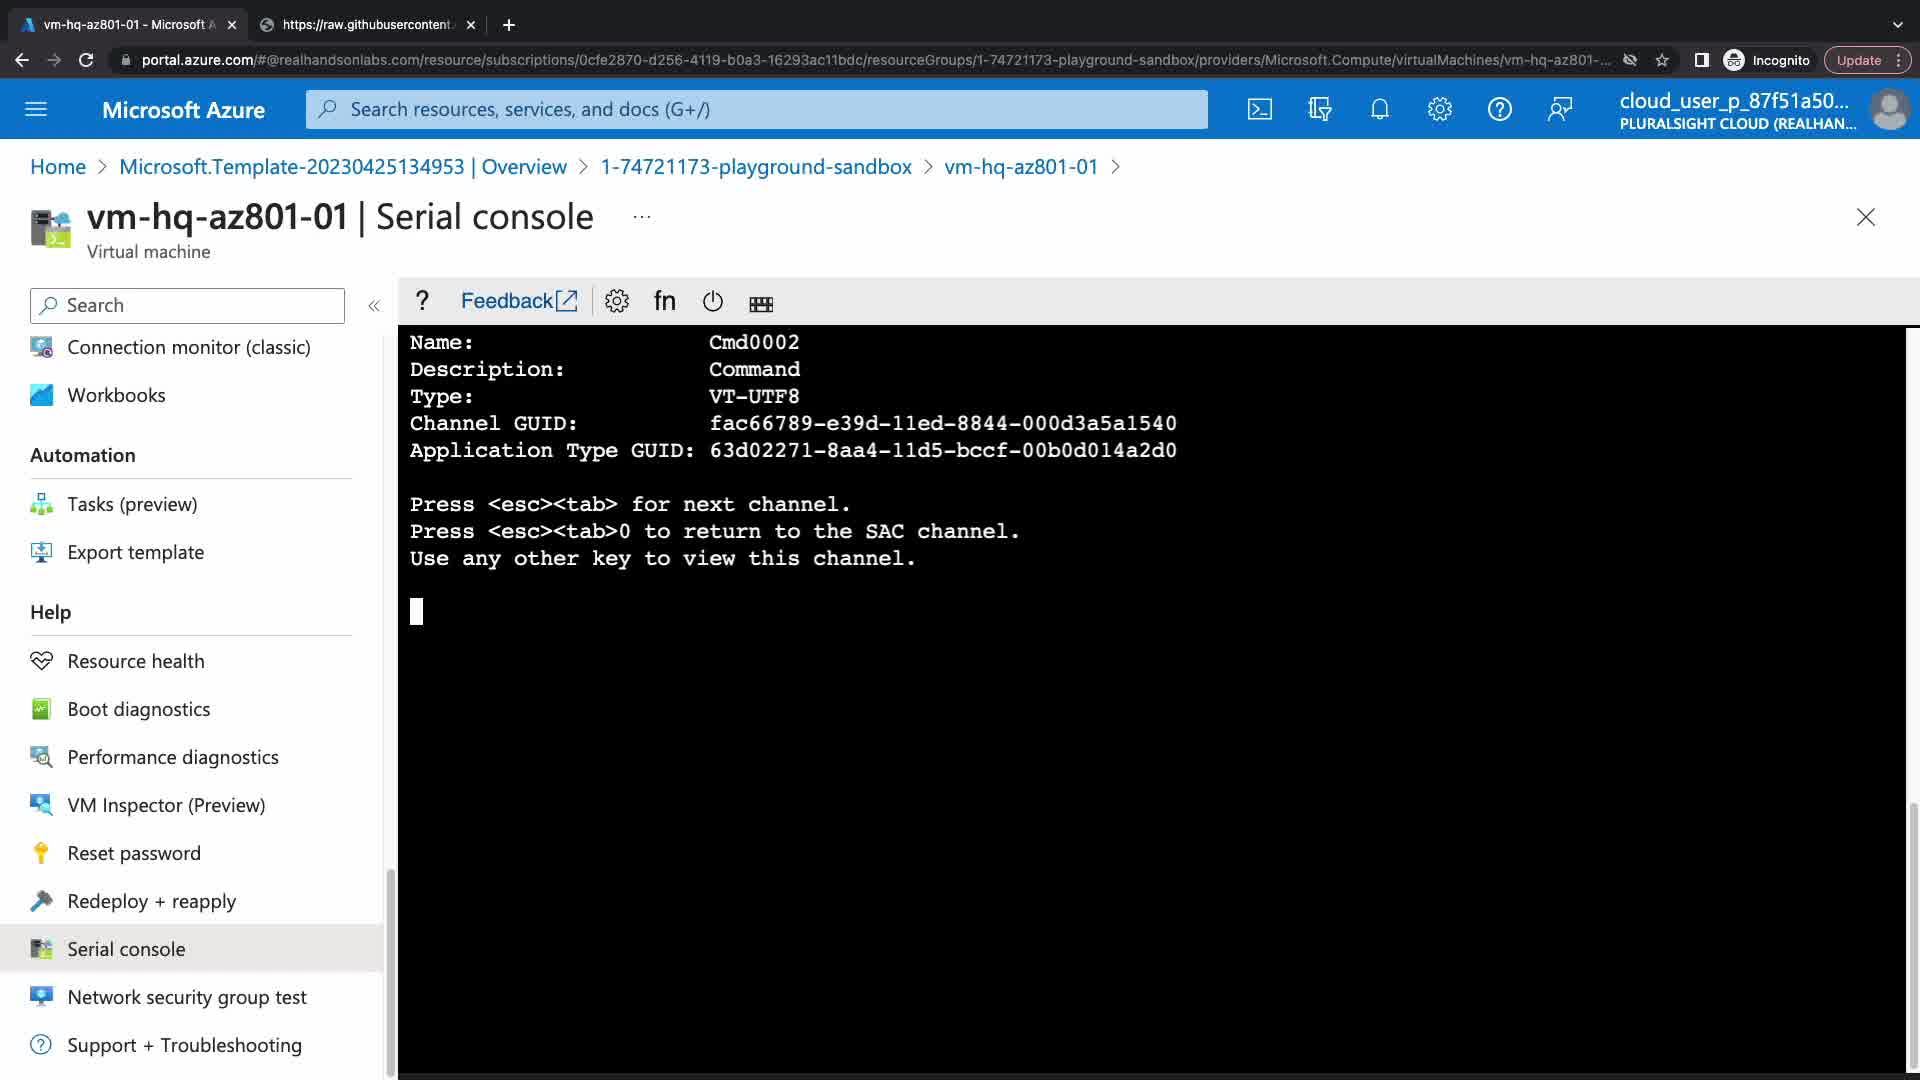 vm-hq-az801-01 - Microsoft A
https://raw.githubusercontent.
portal.azure.com/#@realhandsonlabs.com/resource/subscriptions/0cfe2870-d256-4119-b0a3-16293ac11bdc/resourceGroups/1-74721173-playground-sandbox/providers/Microsoft.Compute/virtualMachines/vm-hq-az801-...
Incognito
Update
Microsoft Azure
Search resources, services, and docs (G+/)
cloud_user_p_87f51a50...
PLURALSIGHT CLOUD (REALHAN...
Home > Microsoft.Template-20230425134953 | Overview > 1-74721173-playground-sandbox > vm-hq-az801-01 >
vm-hq-az801-01 | Serial console ...
Virtual machine
Search
«
? Feedback fn
Connection monitor (classic)
Workbooks
Automation
Tasks (preview)
Export template
Help
Resource health
Boot diagnostics
Performance diagnostics
VM Inspector (Preview)
Reset password
Redeploy + reapply
Serial console
Network security group test
Support + Troubleshooting
Name: Cmd0002
Description: Command
Type: VT-UTF8
Channel GUID: fac66789-e39d-11ed-8844-000d3a5a1540
Application Type GUID: 63d02271-8aa4-11d5-bccf-00b0d014a2d0
Press <esc><tab> for next channel.
Press <esc><tab>0 to return to the SAC channel.
Use any other key to view this channel.